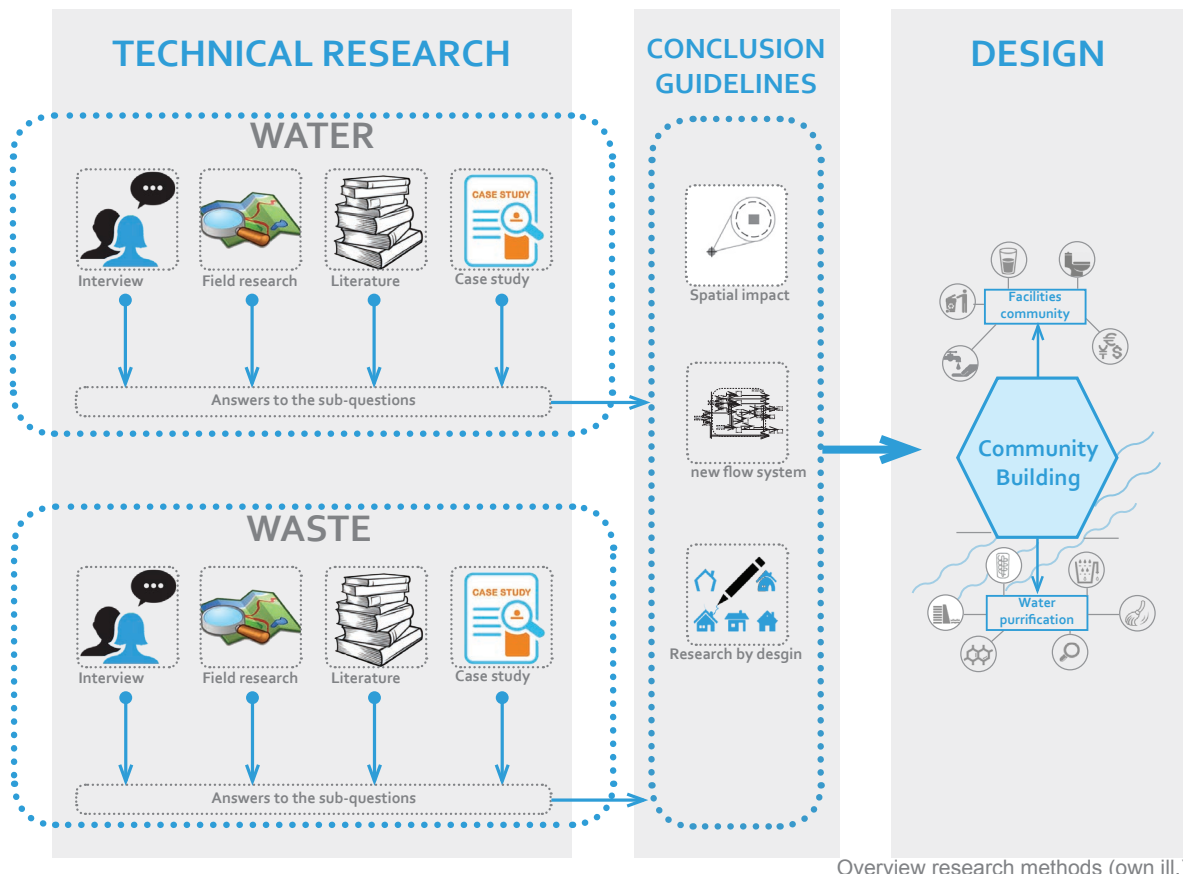 TECHNICAL RESEARCH
WATER
CASE STUDY
Interview
Field research
Literature
Case study
Answers to the sub-questions
WASTE
CASE STUDY
Interview
Field research
Literature
Case study
Answers to the sub-questions
CONCLUSION
GUIDELINES
Spatial impact
new flow system
Research by desgin
DESIGN
Facilities
community
€
¥ $
Community
Building
Water
purrification
Overview research methods (own ill.